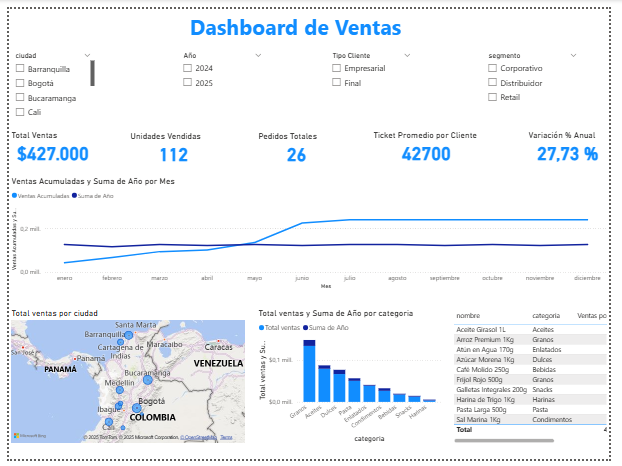 Dashboard de Ventas
ciudad
Barranquilla
Bogotá
Bucaramanga
Cali
Año
2024
2025
Tipo Cliente
Empresarial
Final
segmento
Corporativo
Distribuidor
Retail
Total Ventas
$427.000
Unidades Vendidas
112
Pedidos Totales
26
Ticket Promedio por Cliente
42700
Variación % Anual
27,73 %
Ventas Acumuladas y Suma de Año por Mes
Ventas Acumuladas Suma de Año
Ventas Acumuladas y Su...
0,2 mill.
0,0 mill.
enero febrero marzo abril mayo junio julio agosto septiembre octubre noviembre diciembre
Mes
Total ventas por ciudad
Santa Marta
Barranquilla
Cartagena de Indias
Caracas
San José
Panamá
PANAMÁ
VENEZUELA
Bucaramanga
Medellín
Bogotá
Ibagué
COLOMBIA
Cali
Microsoft Bing
© 2025 TomTom, © 2025 Microsoft Corporation, © OpenStreetMap Terms
Total ventas y Suma de Año por categoria
Total ventas Suma de Año
Total ventas y Su...
$0,1 mill.
$0,0 mill.
Granos Aceites Dulces Pasta Enlatados Condimentos Bebidas Snacks Harinas
categoria
nombre categoria Ventas po
Aceite Girasol 1L Aceites
Arroz Premium 1Kg Granos
Atún en Agua 170g Enlatados
Azúcar Morena 1Kg Dulces
Café Molido 250g Bebidas
Frijol Rojo 500g Granos
Galletas Integrales 200g Snacks
Harina de Trigo 1Kg Harinas
Pasta Larga 500g Pasta
Sal Marina 1Kg Condimentos
Total 4